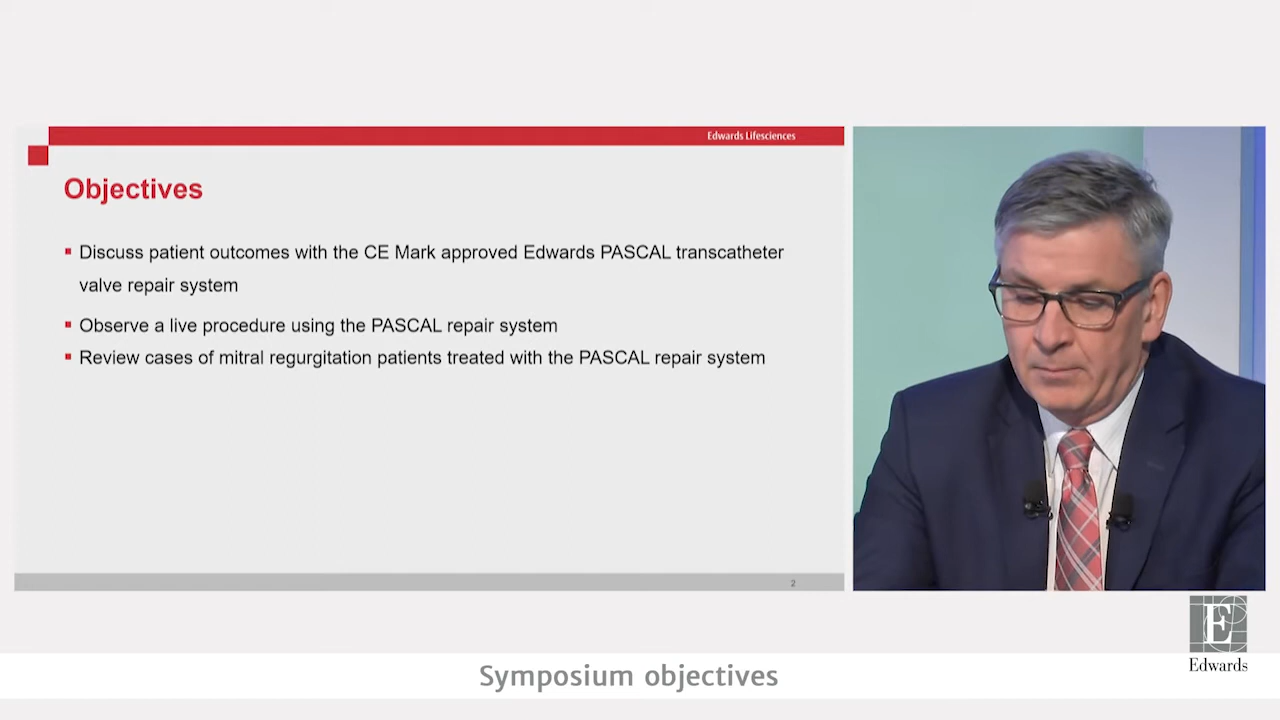 Edwards Lifesciences
Objectives
Discuss patient outcomes with the CE Mark approved Edwards PASCAL transcatheter
valve repair system
Observe a live procedure using the PASCAL repair system
Review cases of mitral regurgitation patients treated with the PASCAL repair system
2
E
Edwards
Symposium objectives